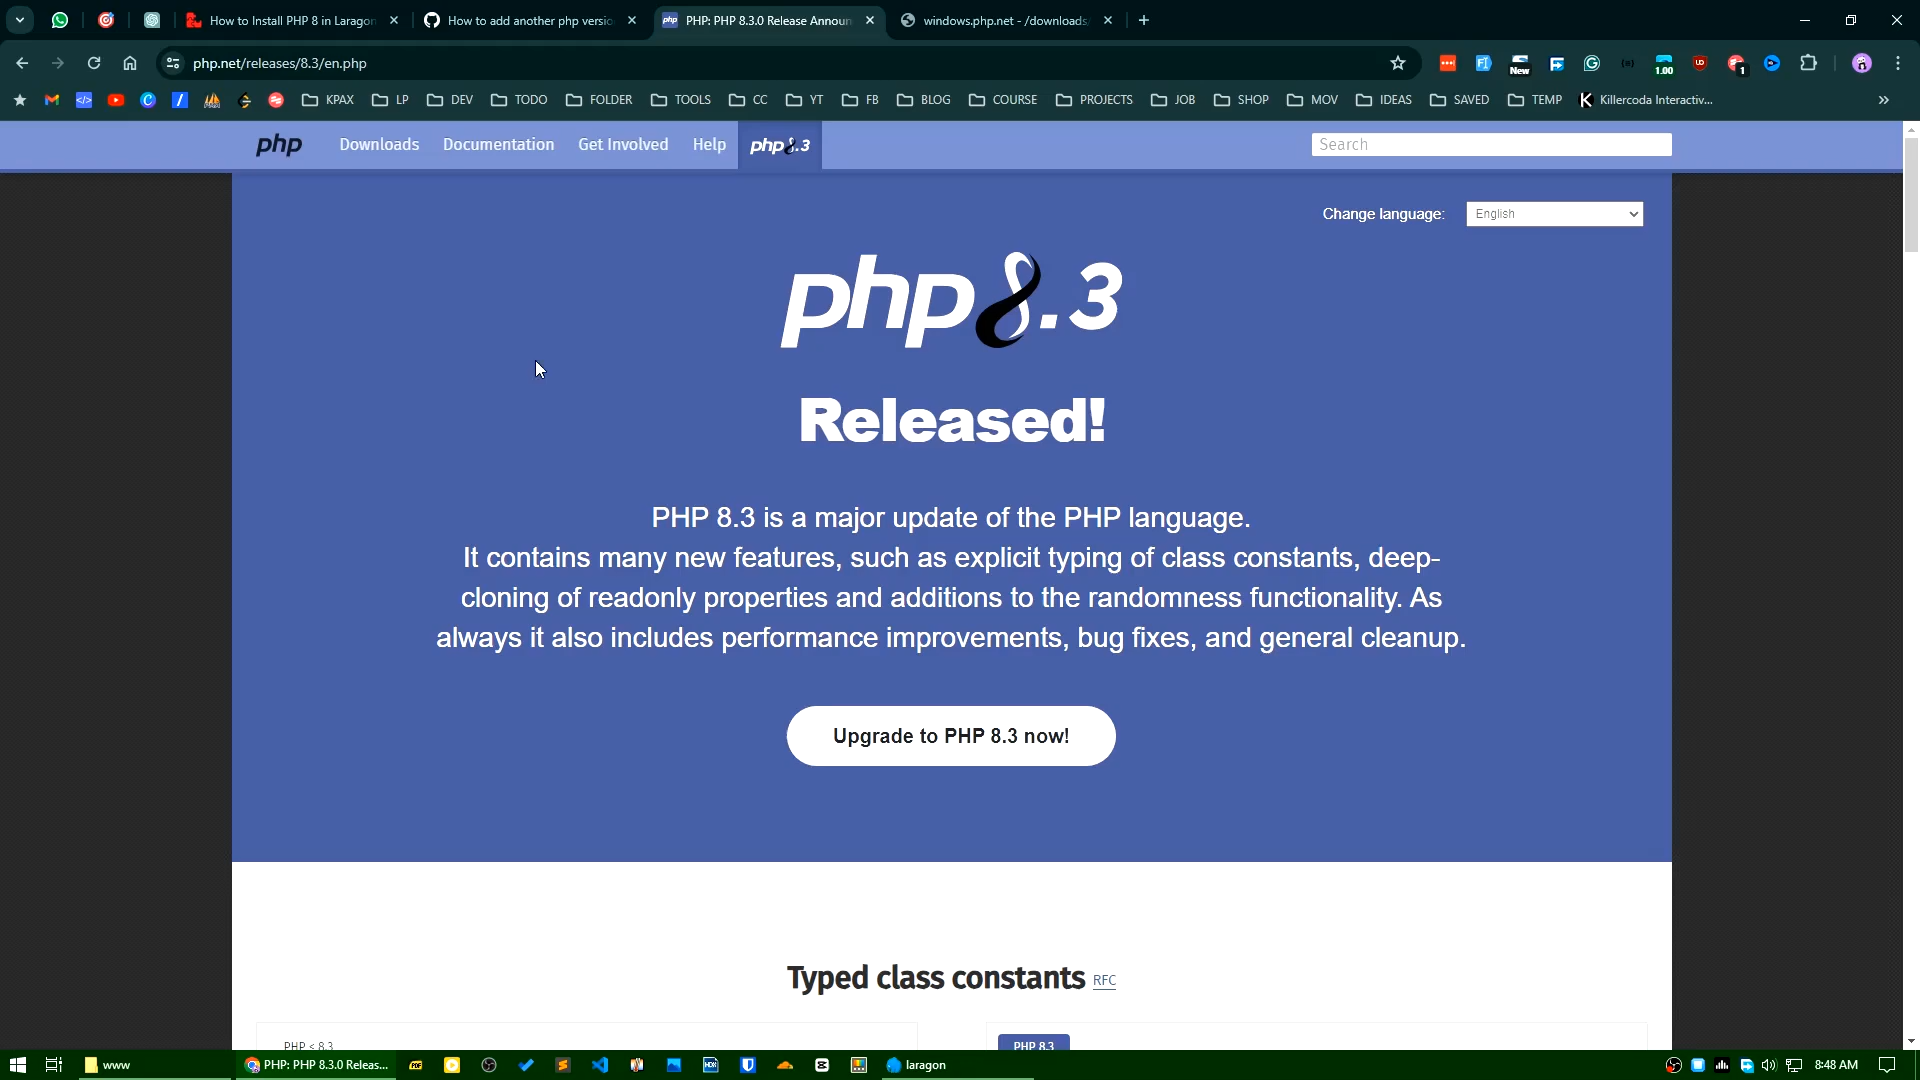 How to Install PHP 8 in Laragon
How to add another php versio
PHP: PHP 8.3.0 Release Announ
windows.php.net - /downloads/
php.net/releases/8.3/en.php
New
1.00
1
KPAX
LP
DEV
TODO
FOLDER
TOOLS
CC
YT
FB
BLOG
COURSE
PROJECTS
JOB
SHOP
MOV
IDEAS
SAVED
TEMP
Killercoda Interactiv...
php
Downloads
Documentation
Get Involved
Help
php8.3
Search
Change language:
English
php8.3
Released!
PHP 8.3 is a major update of the PHP language.
It contains many new features, such as explicit typing of class constants, deep-
cloning of readonly properties and additions to the randomness functionality. As
always it also includes performance improvements, bug fixes, and general cleanup.
Upgrade to PHP 8.3 now!
Typed class constants RFC
PHP < 8.3
PHP 8.3
www
PHP: PHP 8.3.0 Releas...
laragon
8:48 AM